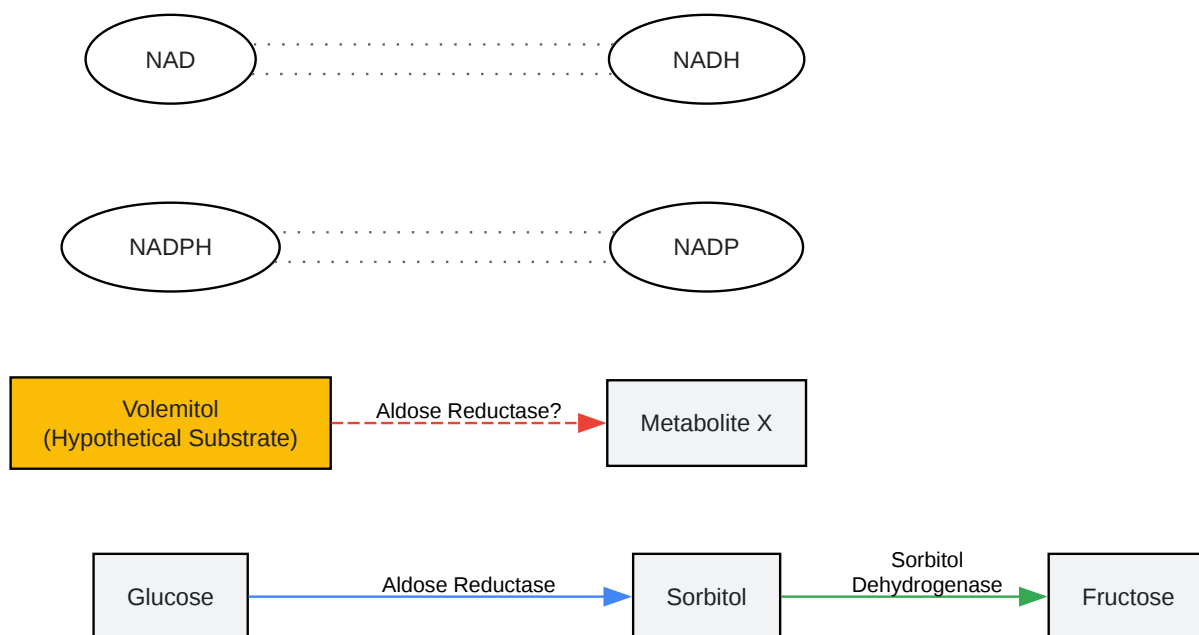 NAD
NADH
NADPH
NADP
Volemitol
(Hypothetical Substrate)
Aldose Reductase?
Metabolite X
Glucose
Aldose Reductase
Sorbitol
Sorbitol
Dehydrogenase
Fructose